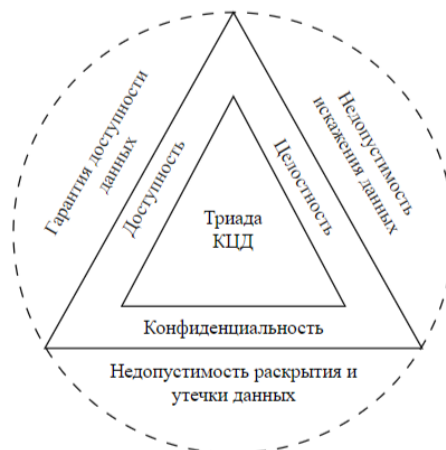 Гарантия доступности
данных
Доступность
Недопустимость
искажения данных
Целостность
Триада
КЦД
Конфиденциальность
Недопустимость раскрытия и
утечки данных